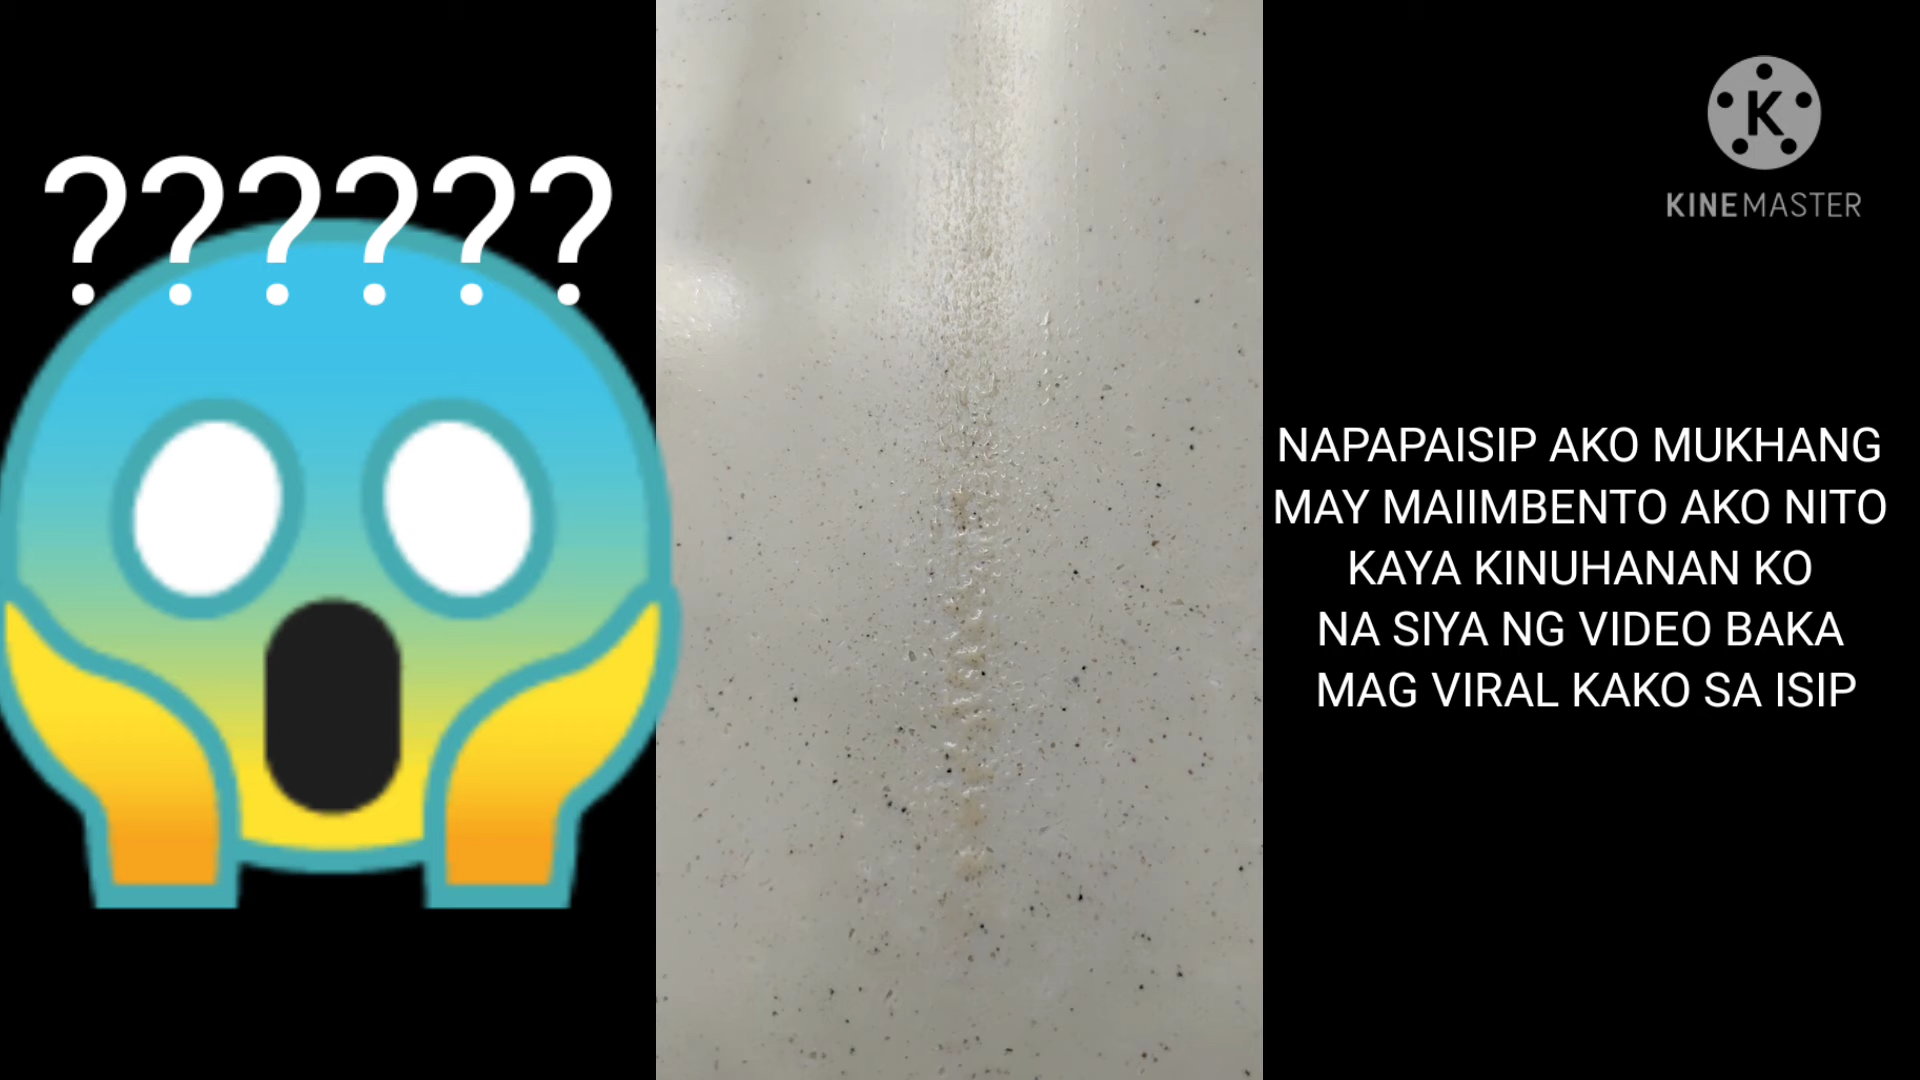 ??????
K
KINEMASTER
NAPAPAISIP AKO MUKHANG
MAY MAIIMBENTO AKO NITO
KAYA KINUHANAN KO
NA SIYA NG VIDEO BAKA
MAG VIRAL KAKO SA ISIP